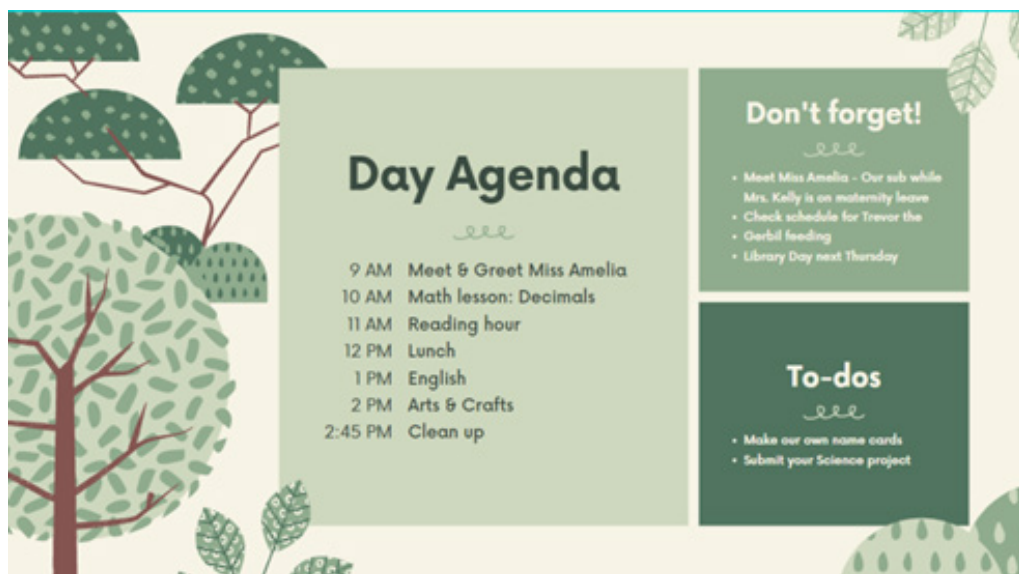 Day Agenda
9 AM Meet & Greet Miss Amelia
10 AM Math lesson: Decimals
11 AM Reading hour
12 PM Lunch
1 PM English
2 PM Arts & Crafts
2:45 PM Clean up
Don't forget!
• Meet Miss Amelia - Our sub while
Mrs. Kelly is on maternity leave
• Check schedule for Trevor the
• Gerbil feeding
• Library Day next Thursday
To-dos
• Make our own name cards
• Submit your Science project